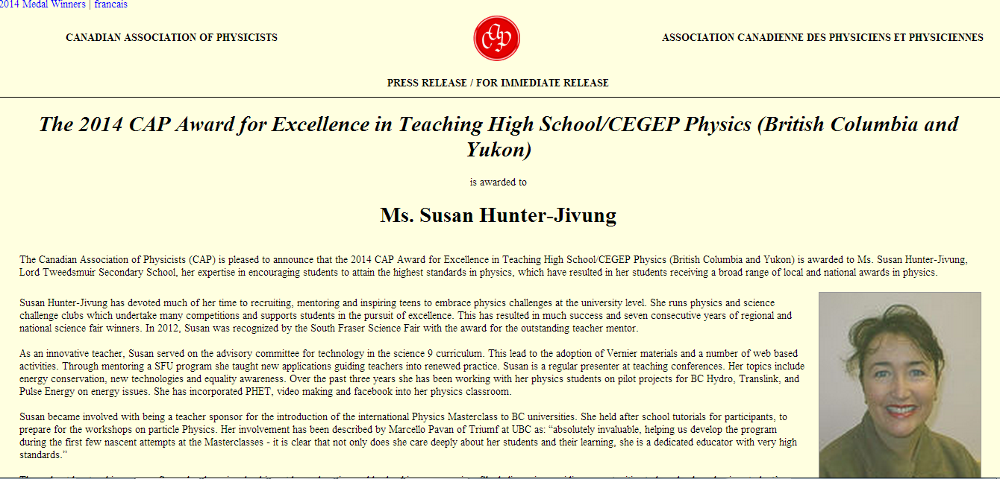 2014 Medal Winners | francais
CANADIAN ASSOCIATION OF PHYSICISTS
cap
ASSOCIATION CANADIENNE DES PHYSICIENS ET PHYSICIENNES
PRESS RELEASE / FOR IMMEDIATE RELEASE
The 2014 CAP Award for Excellence in Teaching High School/CEGEP Physics (British Columbia and
Yukon)
is awarded to
Ms. Susan Hunter-Jivung
The Canadian Association of Physicists (CAP) is pleased to announce that the 2014 CAP Award for Excellence in Teaching High School/CEGEP Physics (British Columbia and Yukon) is awarded to Ms. Susan Hunter-Jivung,
Lord Tweedsmuir Secondary School, her expertise in encouraging students to attain the highest standards in physics, which have resulted in her students receiving a broad range of local and national awards in physics.
Susan Hunter-Jivung has devoted much of her time to recruiting, mentoring and inspiring teens to embrace physics challenges at the university level. She runs physics and science
challenge clubs which undertake many competitions and supports students in the pursuit of excellence. This has resulted in much success and seven consecutive years of regional and
national science fair winners. In 2012, Susan was recognized by the South Fraser Science Fair with the award for the outstanding teacher mentor.
As an innovative teacher, Susan served on the advisory committee for technology in the science 9 curriculum. This lead to the adoption of Vernier materials and a number of web based
activities. Through mentoring a SFU program she taught new applications guiding teachers into renewed practice. Susan is a regular presenter at teaching conferences. Her topics include
energy conservation, new technologies and equality awareness. Over the past three years she has been working with her physics students on pilot projects for BC Hydro, Translink, and
Pulse Energy on energy issues. She has incorporated PHET, video making and facebook into her physics classroom.
Susan became involved with being a teacher sponsor for the introduction of the international Physics Masterclass to BC universities. She held after school tutorials for participants, to
prepare for the workshops on particle Physics. Her involvement has been described by Marcello Pavan of Triumf at UBC as: “absolutely invaluable, helping us develop the program
during the first few nascent attempts at the Masterclasses - it is clear that not only does she care deeply about her students and their learning, she is a dedicated educator with very high
standards.”